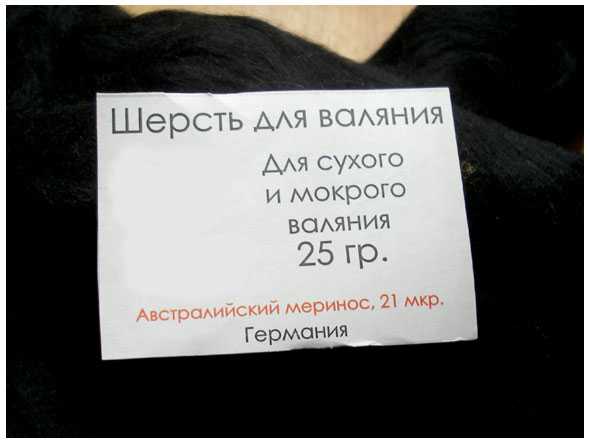 Шерсть для валяния
Для сухого
и мокрого
валяния
25 гр.
Австралийский меринос, 21 мкр.
Германия